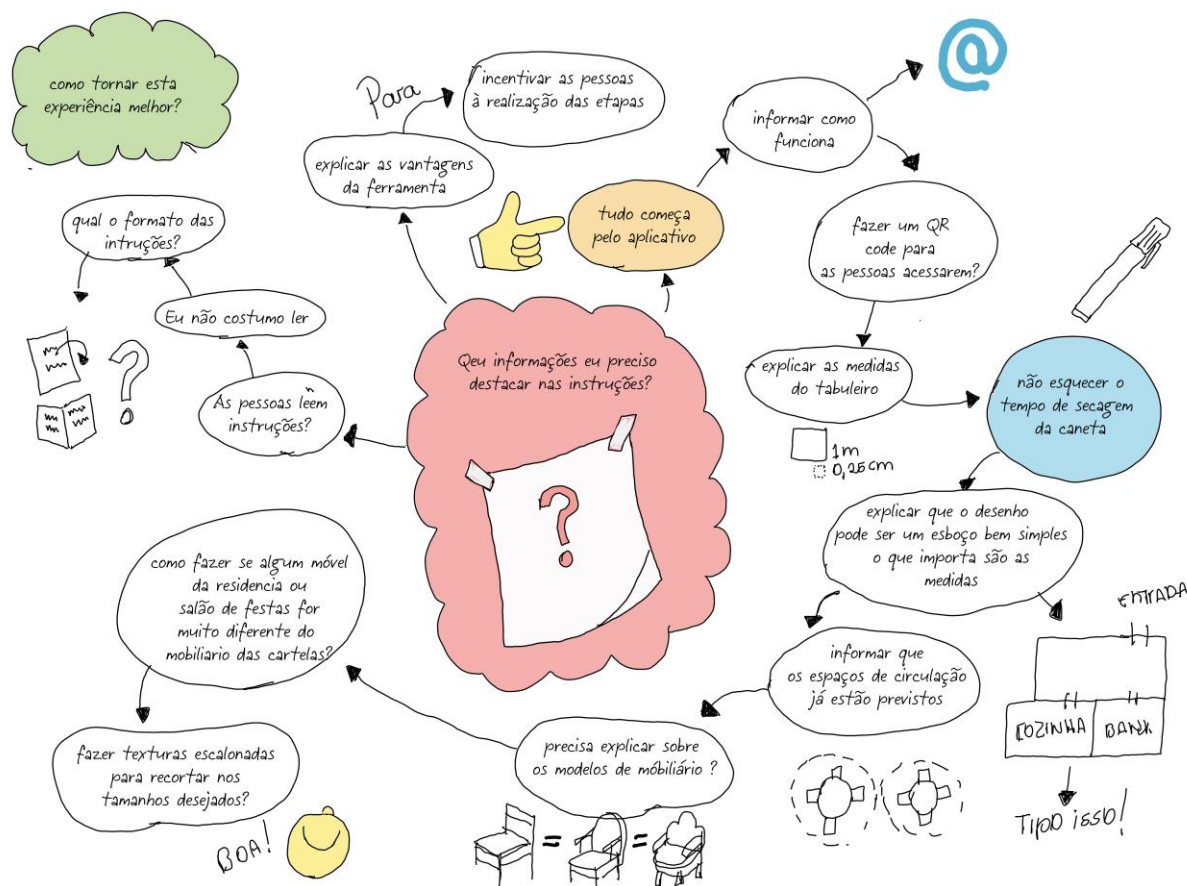 como tornar esta
experiência melhor?
Para
incentivar as pessoas
à realização das etapas
explicar as vantagens
da ferramenta
@
informar como
funciona
tudo começa
pelo aplicativo
fazer um QR
code para
as pessoas acessarem?
qual o formato das
intruções?
Eu não costumo ler
As pessoas leem
instruções?
?
Qeu informações eu preciso
destacar nas instruções?
?
explicar as medidas
do tabuleiro
1m
0,25cm
não esquecer o
tempo de secagem
da caneta
explicar que o desenho
pode ser um esboço bem simples
o que importa são as
medidas
ENTRADA
COZINHA
BANH
TIPO isso!
informar que
os espaços de circulação
já estão previstos
precisa explicar sobre
os modelos de móbiliário ?
= =
como fazer se algum móvel
da residencia ou
salão de festas for
muito diferente do
mobiliario das cartelas?
fazer texturas escalonadas
para recortar nos
tamanhos desejados?
BOA!